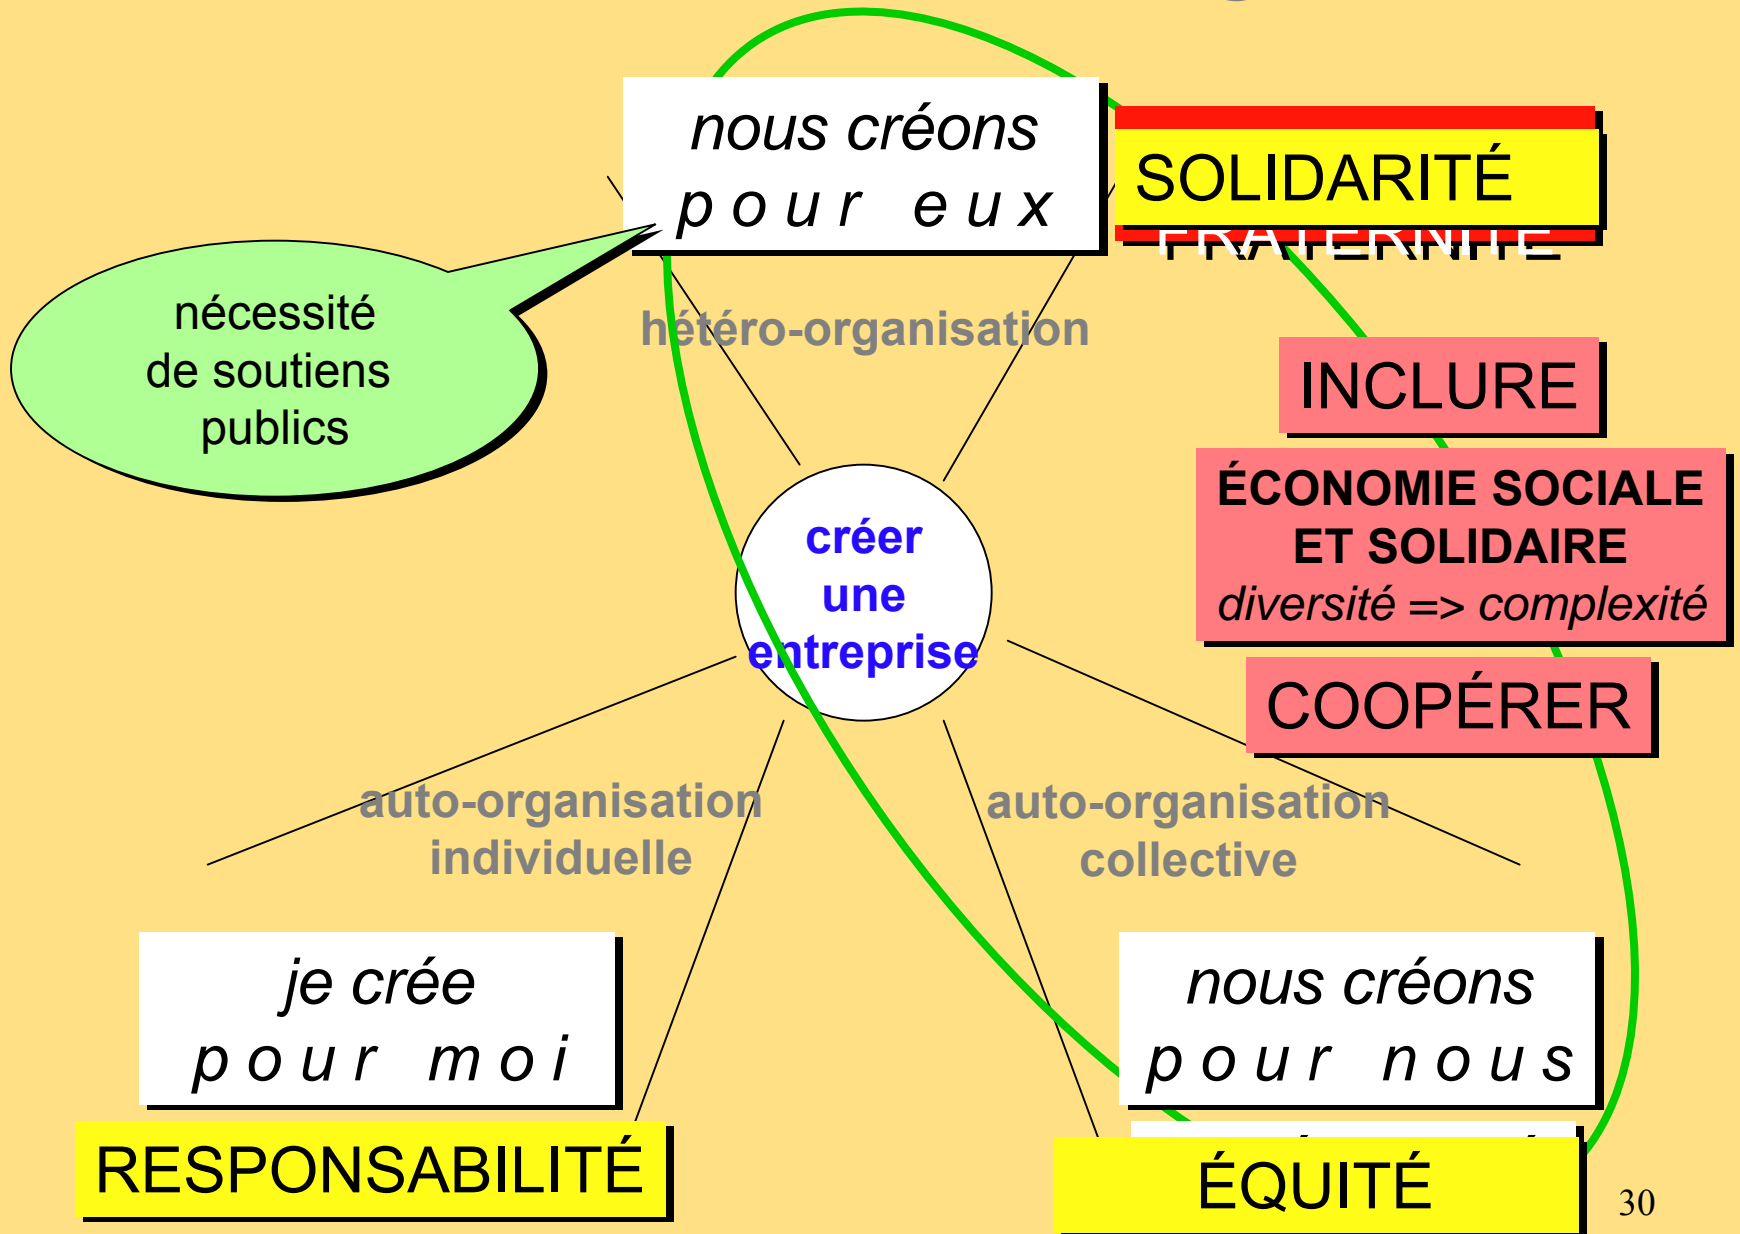 nous créons
pour eux
SOLIDARITÉ
FRATERNITÉ
nécessité
de soutiens
publics
hétéro-organisation
INCLURE
ÉCONOMIE SOCIALE
ET SOLIDAIRE
diversité => complexité
COOPÉRER
créer
une
entreprise
auto-organisation
individuelle
auto-organisation
collective
je crée
pour moi
RESPONSABILITÉ
nous créons
pour nous
ÉQUITÉ
30